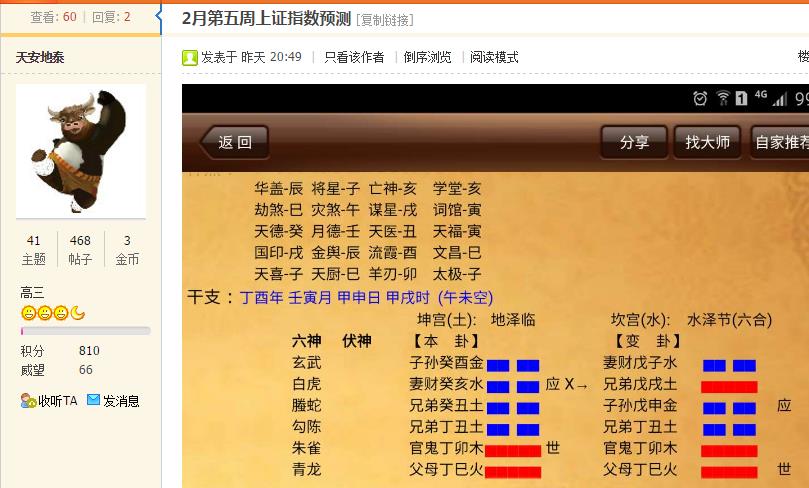 查看: 60 | 回复: 2
2月第五周上证指数预测 [复制链接]
天安地泰
发表于 昨天 20:49 | 只看该作者 | 倒序浏览 | 阅读模式
楼
4G 99
返回 分享 找大师 自家推荐
华盖-辰 将星-子 亡神-亥 学堂-亥
劫煞-巳 灾煞-午 谋星-戌 词馆-寅
天德-癸 月德-壬 天医-丑 天福-寅
国印-戌 金舆-辰 流霞-酉 文昌-巳
天喜-子 天厨-巳 羊刃-卯 太极-子
41 468 3
主题 帖子 金币
高三
积分 810
威望 66
收听TA 发消息
干支：丁酉年 壬寅月 甲申日 甲戌时 (午未空)
坤宫(土): 地泽临 坎宫(水): 水泽节(六合)
六神 伏神 【本 卦】 【变 卦】
玄武 子孙癸酉金 妻财戊子水
白虎 妻财癸亥水 应 X→ 兄弟戊戌土
螣蛇 兄弟癸丑土 子孙戊申金 应
勾陈 兄弟丁丑土 兄弟丁丑土
朱雀 官鬼丁卯木 世 官鬼丁卯木
青龙 父母丁巳火 父母丁巳火 世